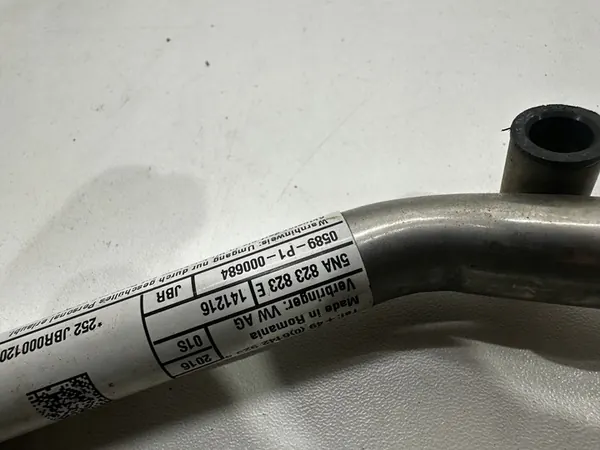 Made in Romania
Verbringer: VW AG
01S 2016
5NA 823 823 E 141216
0589-P1-000684 JBR
Warnhinweis: Umgang nur durch geschultes Personal erlaubt
*252 JBR000120